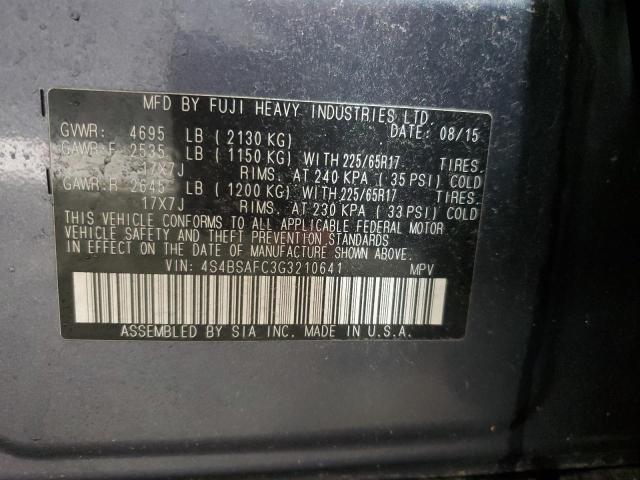 MFD BY FUJI HEAVY INDUSTRIES LTD.
GVWR: 4695 LB ( 2130 KG) DATE: 08/15
GAWR:F 2535 LB ( 1150 KG) WITH 225/65R17 TIRES.
17X7J RIMS. AT 240 KPA ( 35 PSI) COLD
GAWR:R 2645 LB ( 1200 KG) WITH 225/65R17 TIRES.
17X7J RIMS. AT 230 KPA ( 33 PSI) COLD
THIS VEHICLE CONFORMS TO ALL APPLICABLE FEDERAL MOTOR
VEHICLE SAFETY AND THEFT PREVENTION STANDARDS
IN EFFECT ON THE DATE OF MANUFACTURE SHOWN ABOVE.
VIN: 4S4BSAFC3G3210641 MPV
ASSEMBLED BY SIA INC. MADE IN U.S.A.